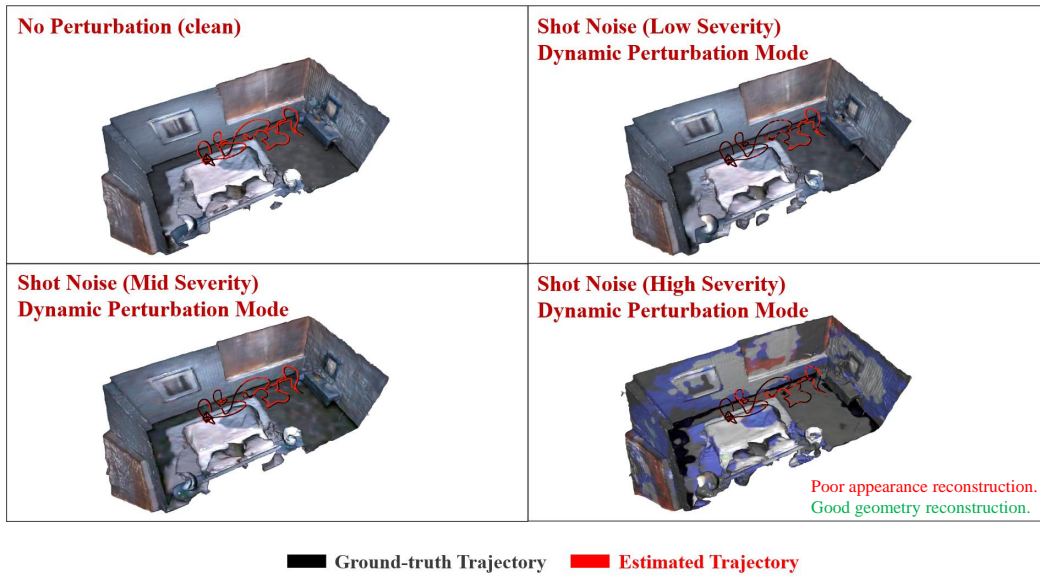 No Perturbation (clean)
Shot Noise (Low Severity)
Dynamic Perturbation Mode
Shot Noise (Mid Severity)
Dynamic Perturbation Mode
Shot Noise (High Severity)
Dynamic Perturbation Mode
Poor appearance reconstruction.
Good geometry reconstruction.
Ground-truth Trajectory
Estimated Trajectory